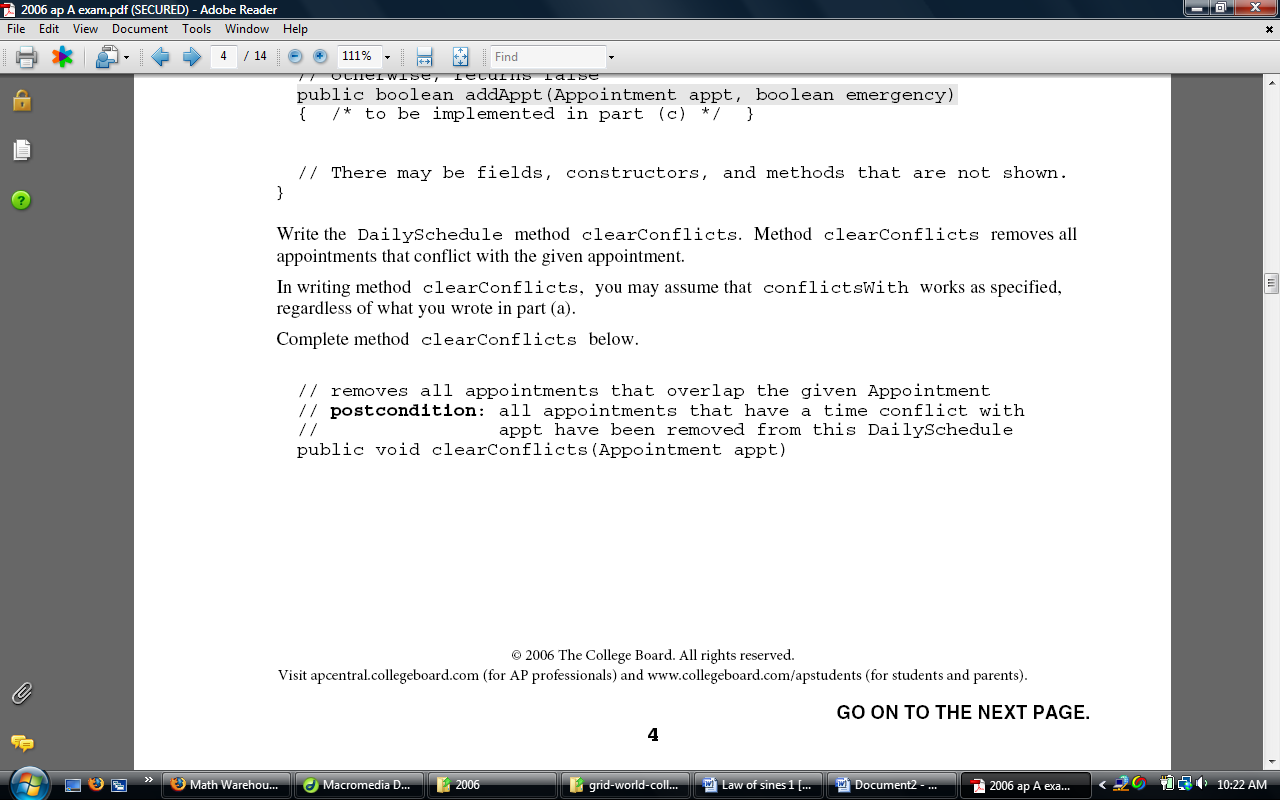 2006 ap A exam.pdf (SECURED) - Adobe Reader
File Edit View Document Tools Window Help
4 / 14 111% Find
// otherwise, returns false
public boolean addAppt(Appointment appt, boolean emergency)
{ /* to be implemented in part (c) */ }
// There may be fields, constructors, and methods that are not shown.
}
Write the DailySchedule method clearConflicts. Method clearConflicts removes all
appointments that conflict with the given appointment.
In writing method clearConflicts, you may assume that conflictsWith works as specified,
regardless of what you wrote in part (a).
Complete method clearConflicts below.
// removes all appointments that overlap the given Appointment
// postcondition: all appointments that have a time conflict with
// appt have been removed from this DailySchedule
public void clearConflicts(Appointment appt)
© 2006 The College Board. All rights reserved.
Visit apcentral.collegeboard.com (for AP professionals) and www.collegeboard.com/apstudents (for students and parents).
GO ON TO THE NEXT PAGE.
4
Math Warehou... Macromedia D... 2006 grid-world-coll... Law of sines 1 [... Document2 - ... 2006 ap A exa... 10:22 AM